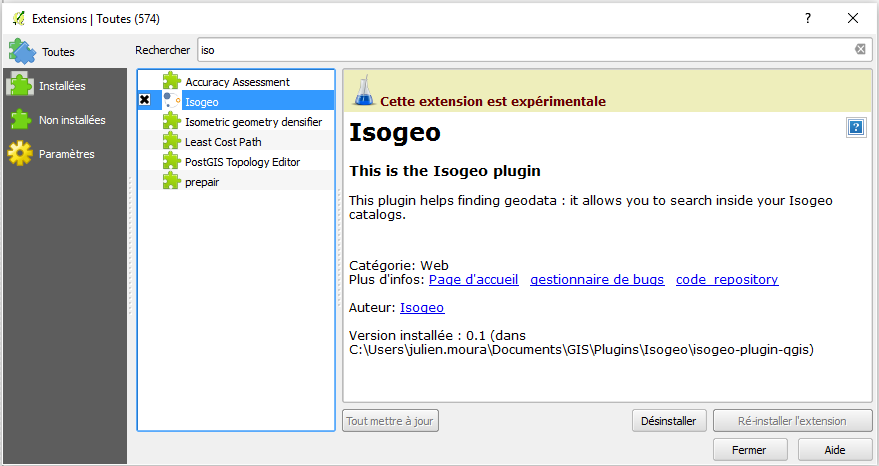 Extensions | Toutes (574)
Toutes
Installées
Non installées
Paramètres
Rechercher
iso
Accuracy Assessment
Isogeo
Isometric geometry densifier
Least Cost Path
PostGIS Topology Editor
prepair
Cette extension est expérimentale
Isogeo
This is the Isogeo plugin
This plugin helps finding geodata : it allows you to search inside your Isogeo
catalogs.
Catégorie: Web
Plus d'infos: Page d'accueil gestionnaire de bugs code_repository
Auteur: Isogeo
Version installée : 0.1 (dans
C:\Users\julien.moura\Documents\GIS\Plugins\Isogeo\isogeo-plugin-qgis)
Tout mettre à jour
Désinstaller
Ré-installer l'extension
Fermer
Aide